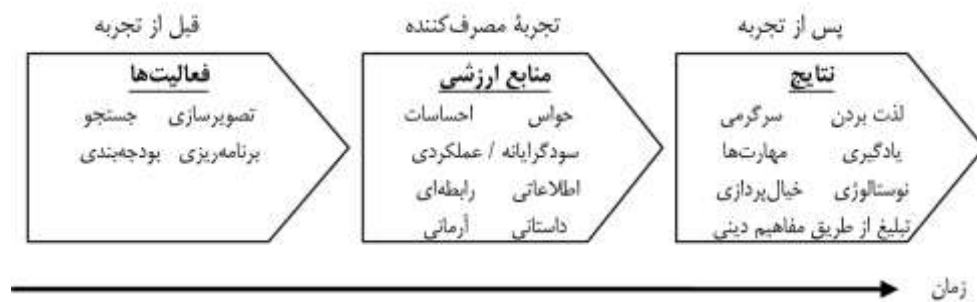 قبل از تجربه
تجربهٔ مصرف‌کننده
پس از تجربه
فعالیت‌ها
تصویرسازی جستجو
برنامه‌ریزی بودجه‌بندی
منابع ارزشی
حواس احساسات
سودگرایانه / عملکردی
اطلاعاتی رابطه‌ای
داستانی آرمانی
نتایج
لذت بردن سرگرمی
یادگیری مهارت‌ها
نوستالوژی خیال‌پردازی
تبلیغ از طریق مفاهیم دینی
زمان